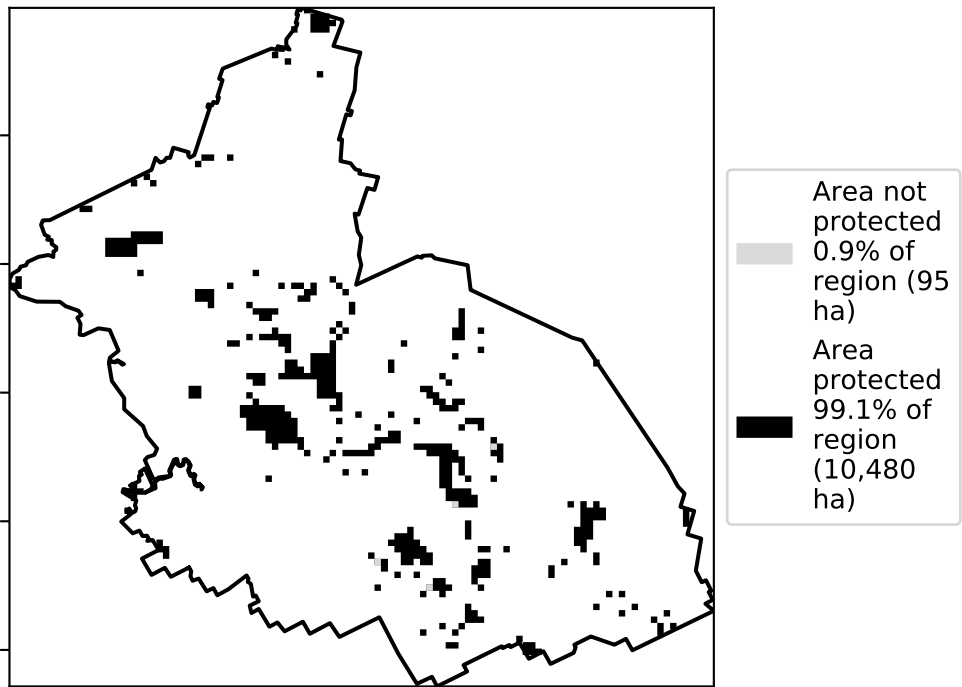 Area not
protected
0.9% of
region (95
ha)
Area
protected
99.1% of
region
(10,480
ha)